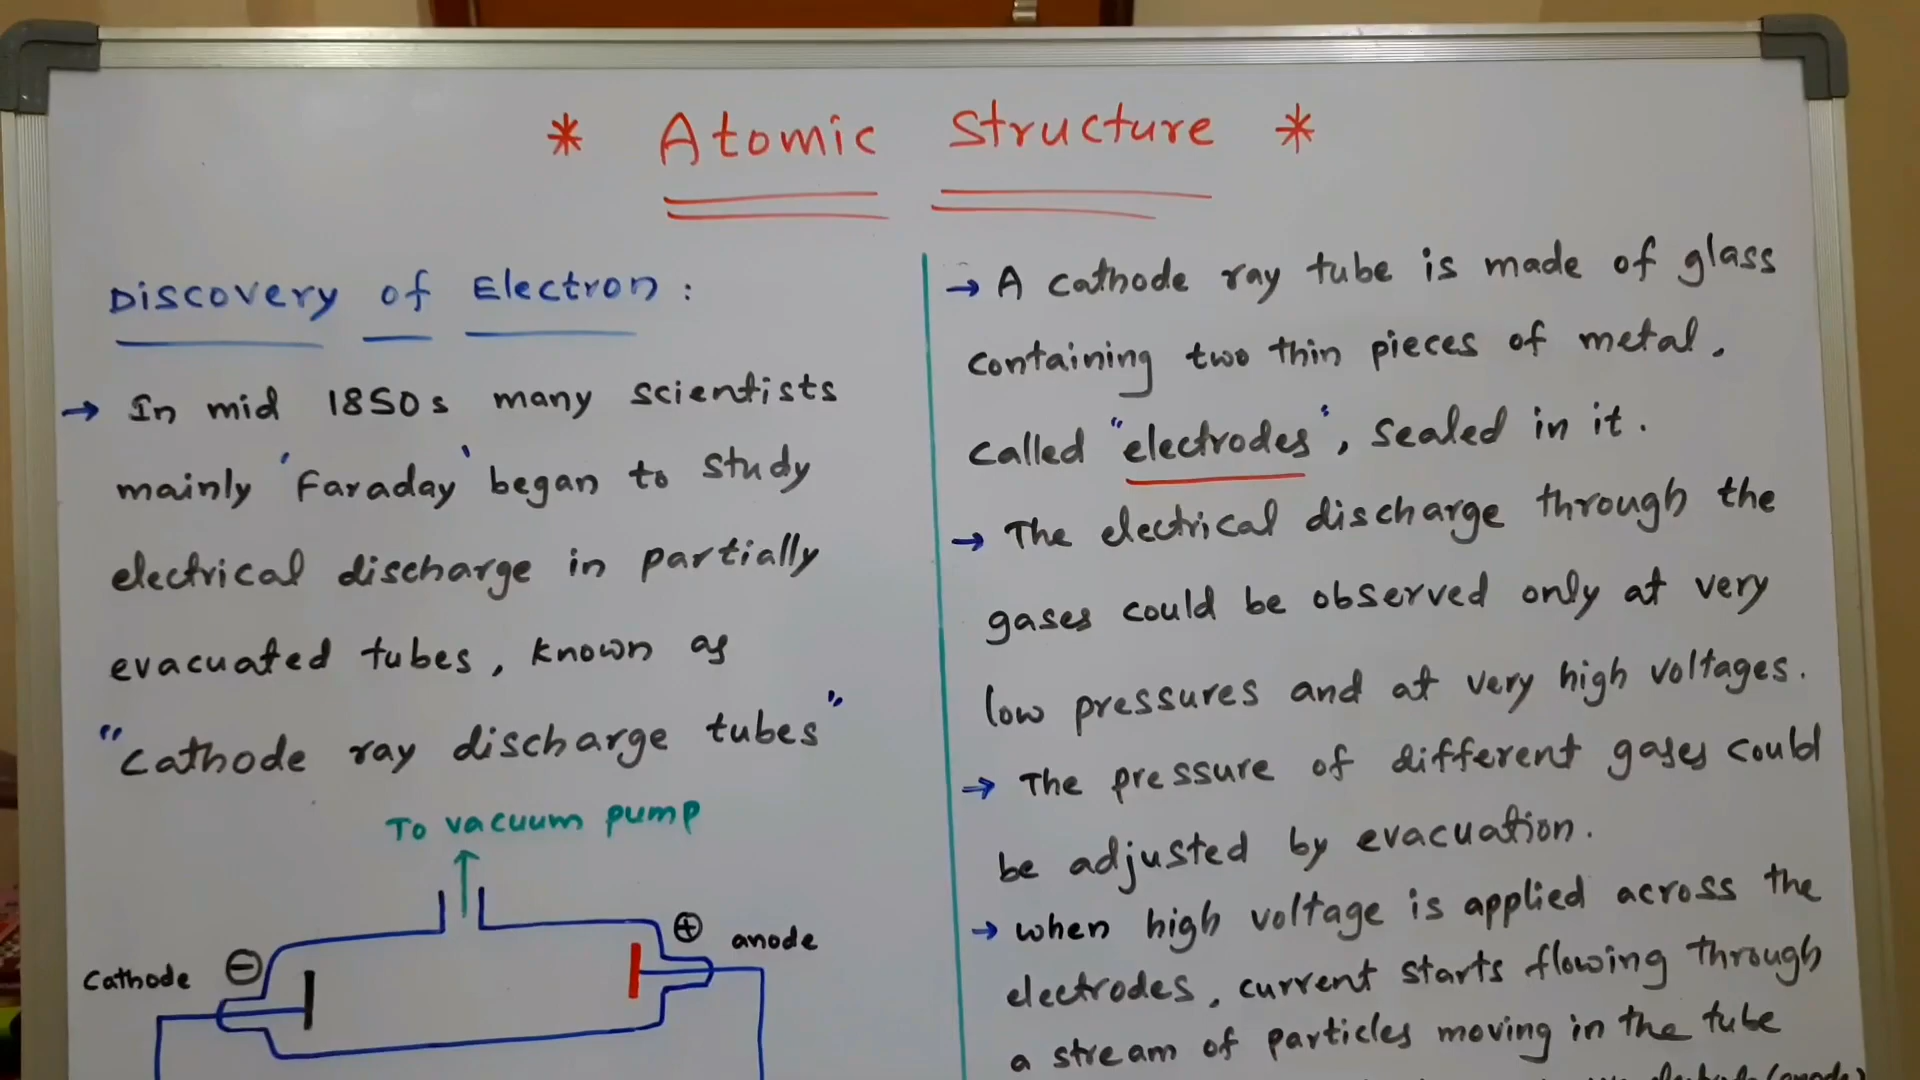 * Atomic Structure *
Discovery of Electron :
→ In mid 1850s many scientists
mainly 'Faraday' began to study
electrical discharge in partially
evacuated tubes, known as
"cathode ray discharge tubes"
To vacuum pump
Cathode ⊖
⊕ anode
→ A cathode ray tube is made of glass
containing two thin pieces of metal.
called "electrodes", sealed in it.
→ The electrical discharge through the
gases could be observed only at very
low pressures and at very high voltages.
→ The pressure of different gases could
be adjusted by evacuation.
→ when high voltage is applied across the
electrodes, current starts flowing through
a stream of particles moving in the tube
(anode)